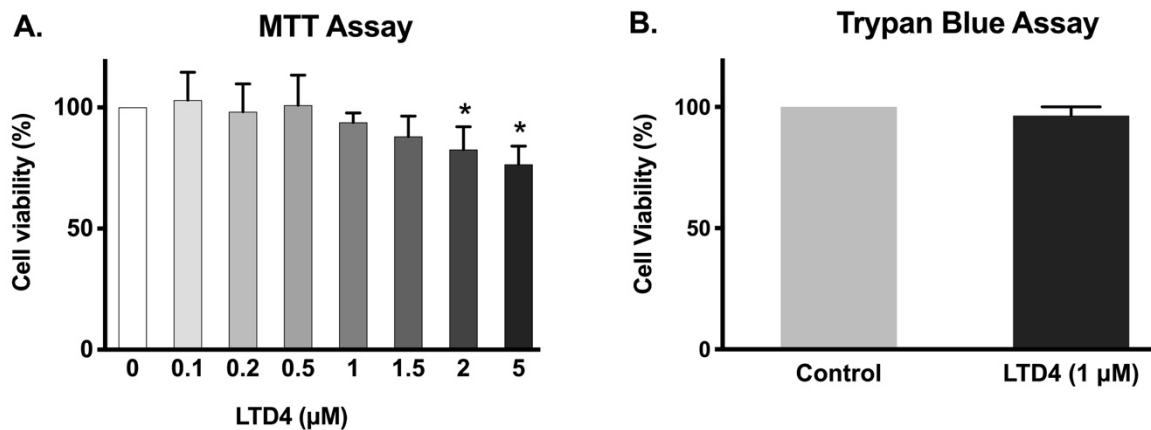 A.
MTT Assay
Cell viability (%)
100
50
0
* *
0 0.1 0.2 0.5 1 1.5 2 5
LTD4 (µM)
B.
Trypan Blue Assay
Cell Viability (%)
100
50
0
Control LTD4 (1 µM)